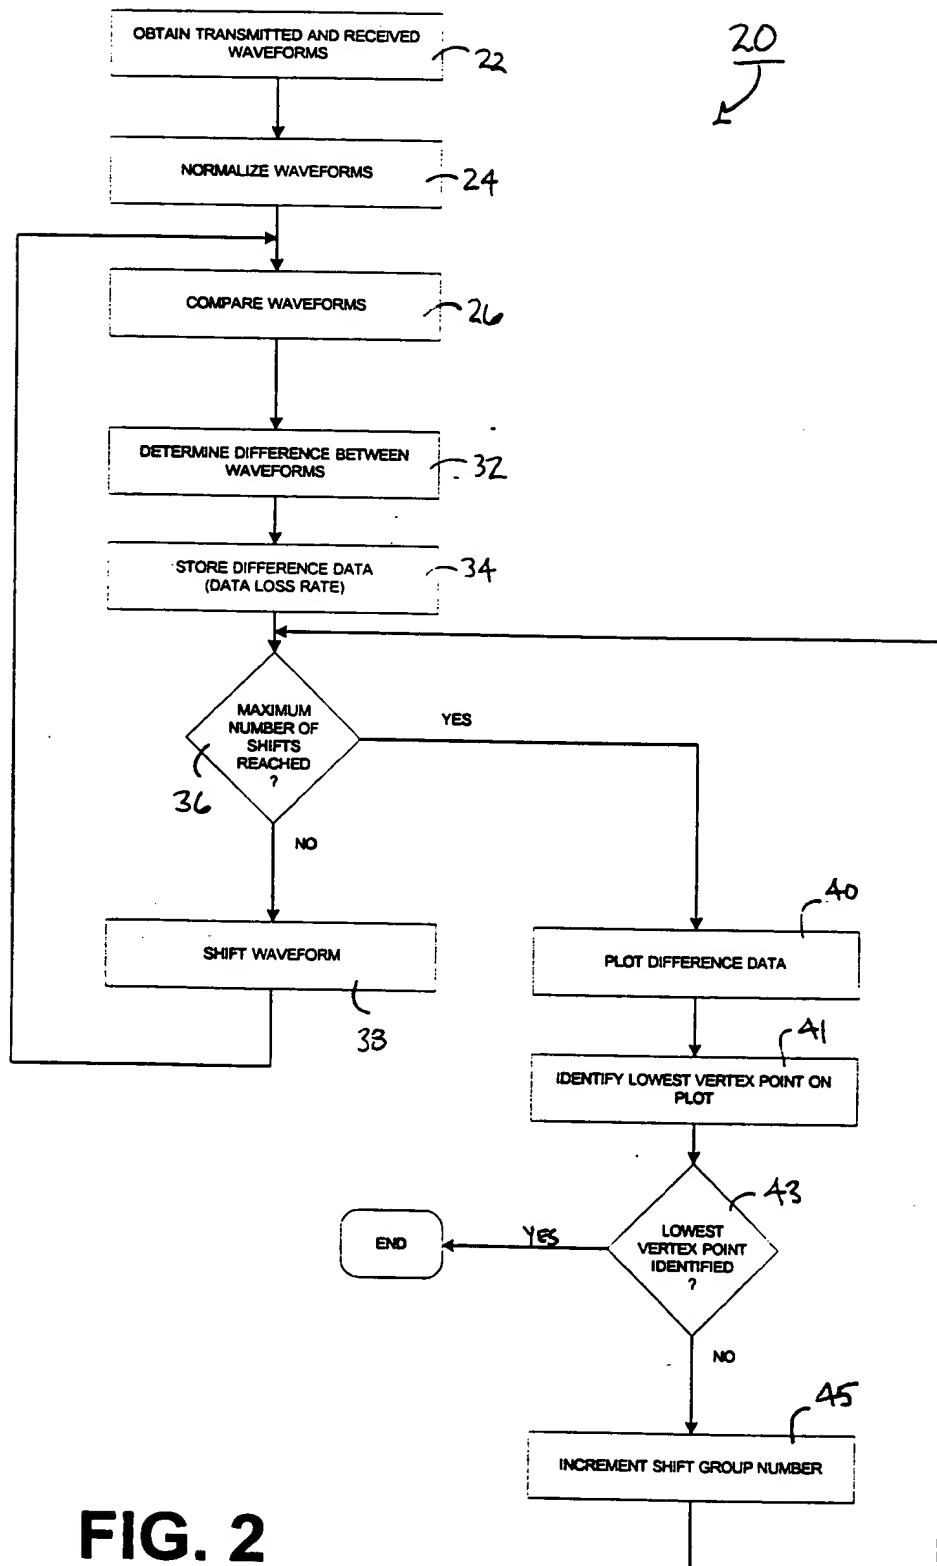 OBTAIN TRANSMITTED AND RECEIVED
WAVEFORMS
22
20
NORMALIZE WAVEFORMS
24
COMPARE WAVEFORMS
26
DETERMINE DIFFERENCE BETWEEN
WAVEFORMS
32
STORE DIFFERENCE DATA
(DATA LOSS RATE)
34
MAXIMUM
NUMBER OF
SHIFTS
REACHED
?
36
YES
NO
SHIFT WAVEFORM
38
40
PLOT DIFFERENCE DATA
41
IDENTIFY LOWEST VERTEX POINT ON
PLOT
43
LOWEST
VERTEX POINT
IDENTIFIED
?
YES
END
NO
45
INCREMENT SHIFT GROUP NUMBER
FIG. 2